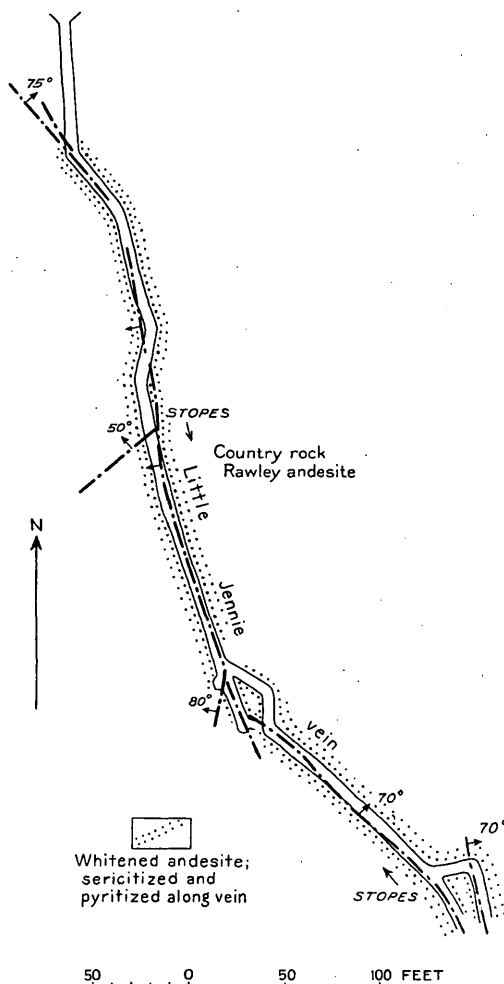 75°
STOPES
50°
Country rock
Rawley andesite
Little
Jennie
vein
N
80°
70°
70°
Whitened andesite;
sericitized and
pyritized along vein
STOPES
50 0 50 100 FEET